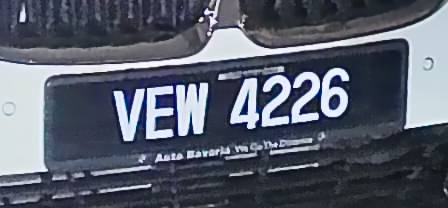 VEW 4226
Auto Bavaria We Go The Distance